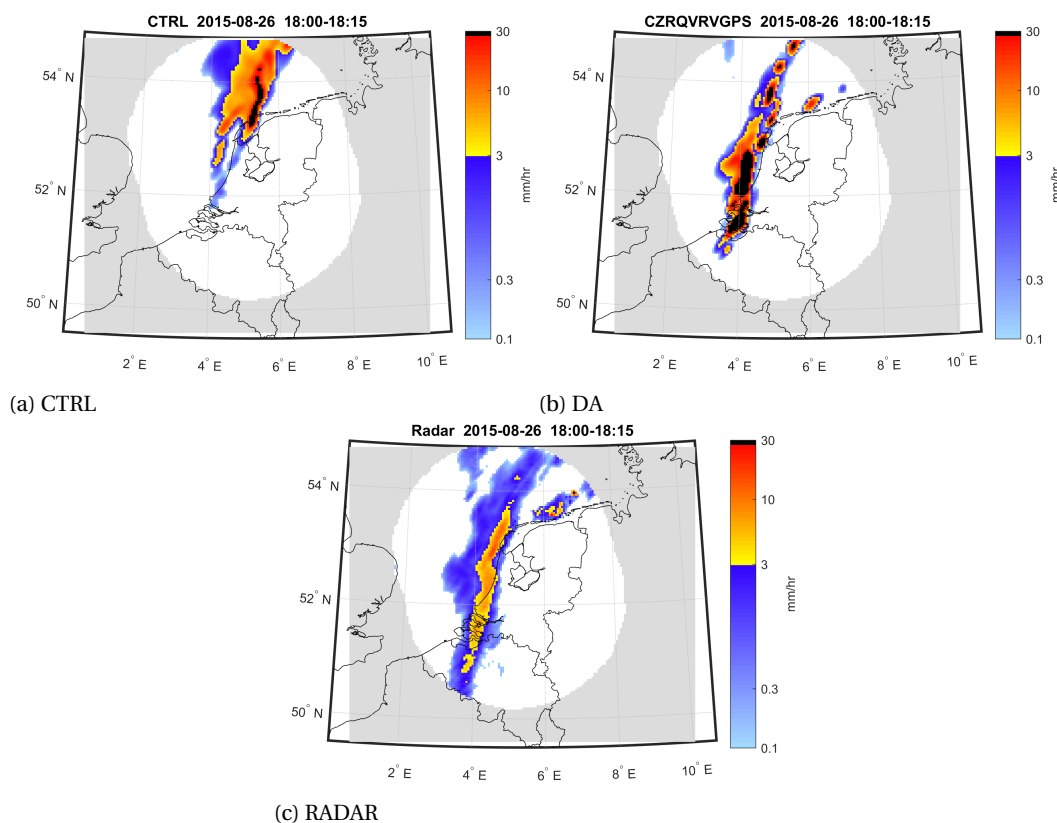 CTRL 2015-08-26 18:00-18:15
54° N
52° N
50° N
2° E
4° E
6° E
8° E
10° E
30
10
3
0.3
0.1
mm/hr
(a) CTRL
CZRQVRVGPS 2015-08-26 18:00-18:15
54° N
52° N
50° N
2° E
4° E
6° E
8° E
10° E
30
10
3
0.3
0.1
mm/hr
(b) DA
Radar 2015-08-26 18:00-18:15
54° N
52° N
50° N
2° E
4° E
6° E
8° E
10° E
30
10
3
0.3
0.1
mm/hr
(c) RADAR